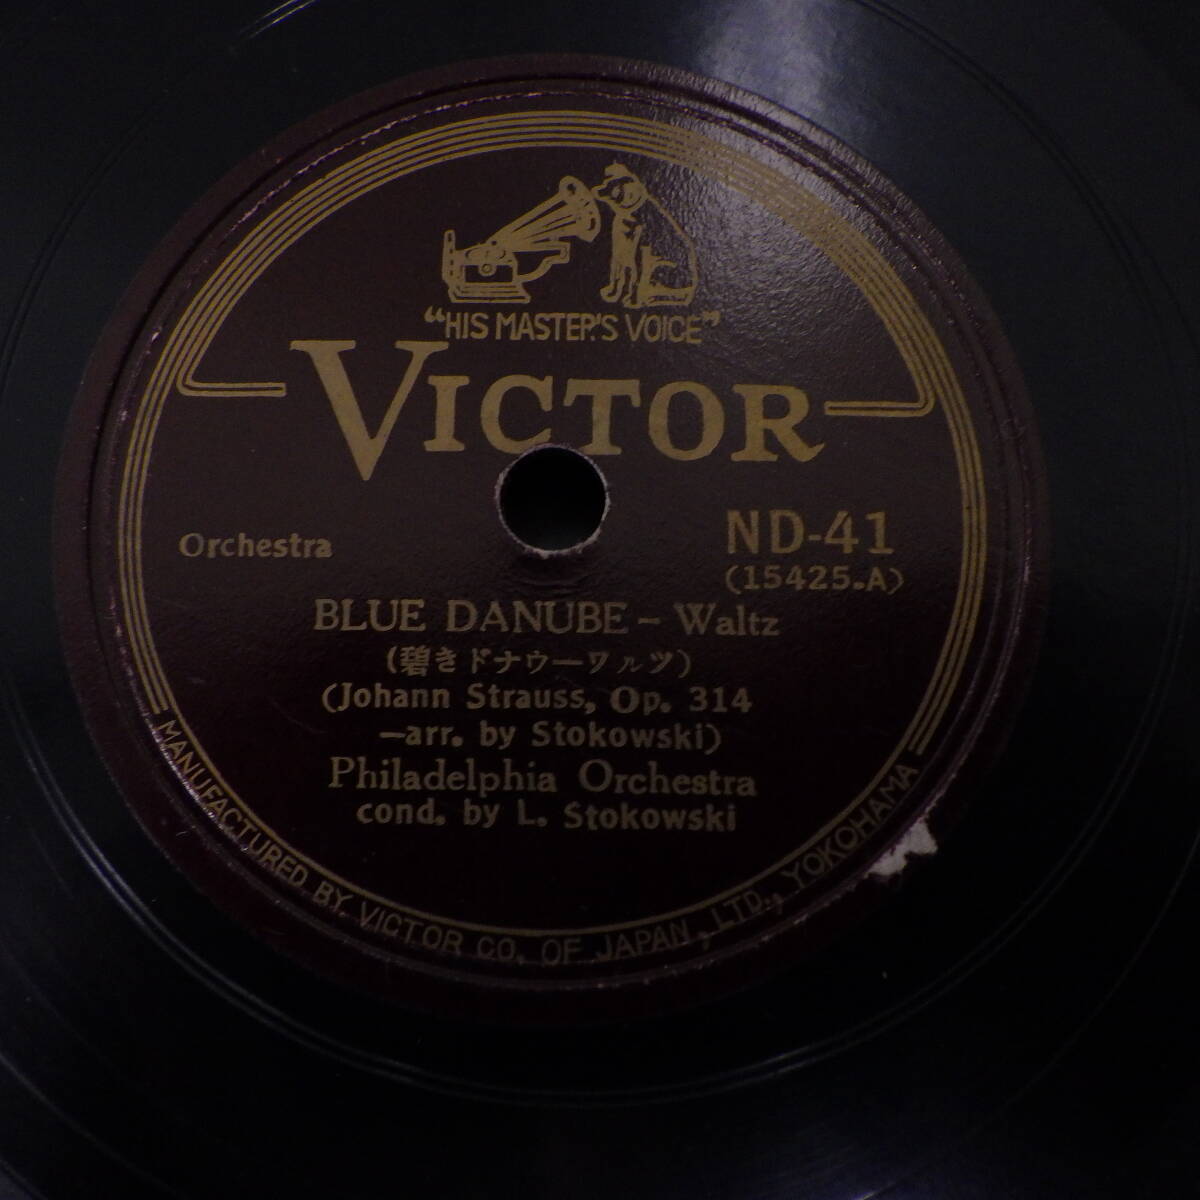 "HIS MASTER'S VOICE"
VICTOR
Orchestra
ND-41
(15425.A)
BLUE DANUBE - Waltz
(碧きドナウーワルツ)
(Johann Strauss, Op. 314
-arr. by Stokowski)
Philadelphia Orchestra
cond. by L. Stokowski
MANUFACTURED BY VICTOR CO. OF JAPAN, LTD., YOKOHAMA